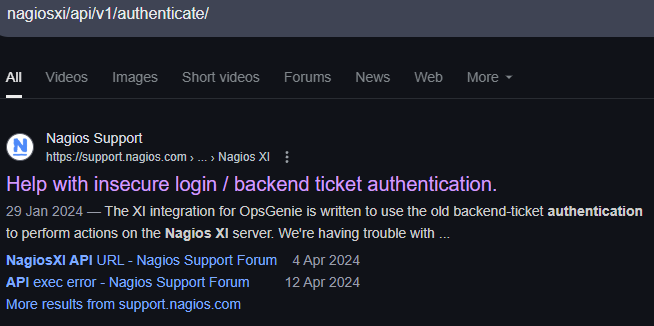 nagiosxi/api/v1/authenticate/
All Videos Images Short videos Forums News Web More
N
Nagios Support
https://support.nagios.com › ... › Nagios XI
Help with insecure login / backend ticket authentication.
29 Jan 2024 — The XI integration for OpsGenie is written to use the old backend-ticket authentication
to perform actions on the Nagios XI server. We're having trouble with ...
NagiosXI API URL - Nagios Support Forum 4 Apr 2024
API exec error - Nagios Support Forum 12 Apr 2024
More results from support.nagios.com